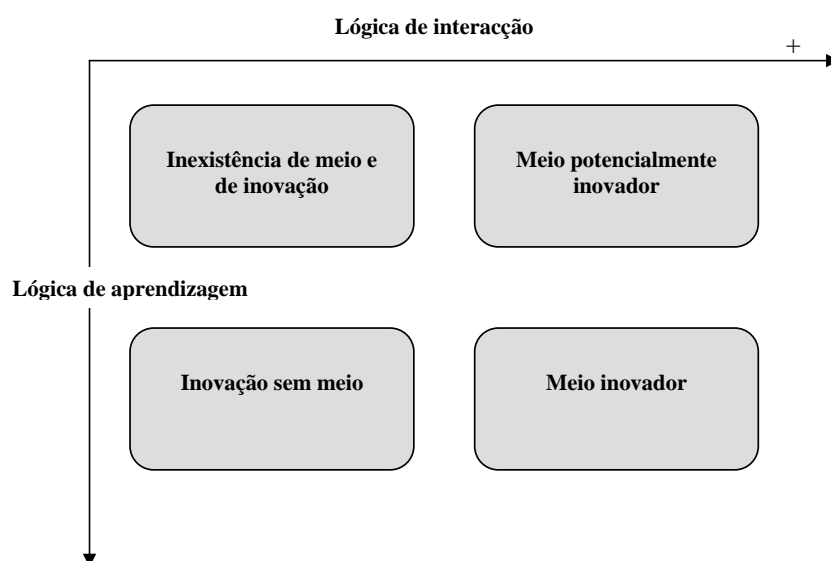 Lógica de interacção
+
Inexistência de meio e
de inovação
Meio potencialmente
inovador
Lógica de aprendizagem
Inovação sem meio
Meio inovador